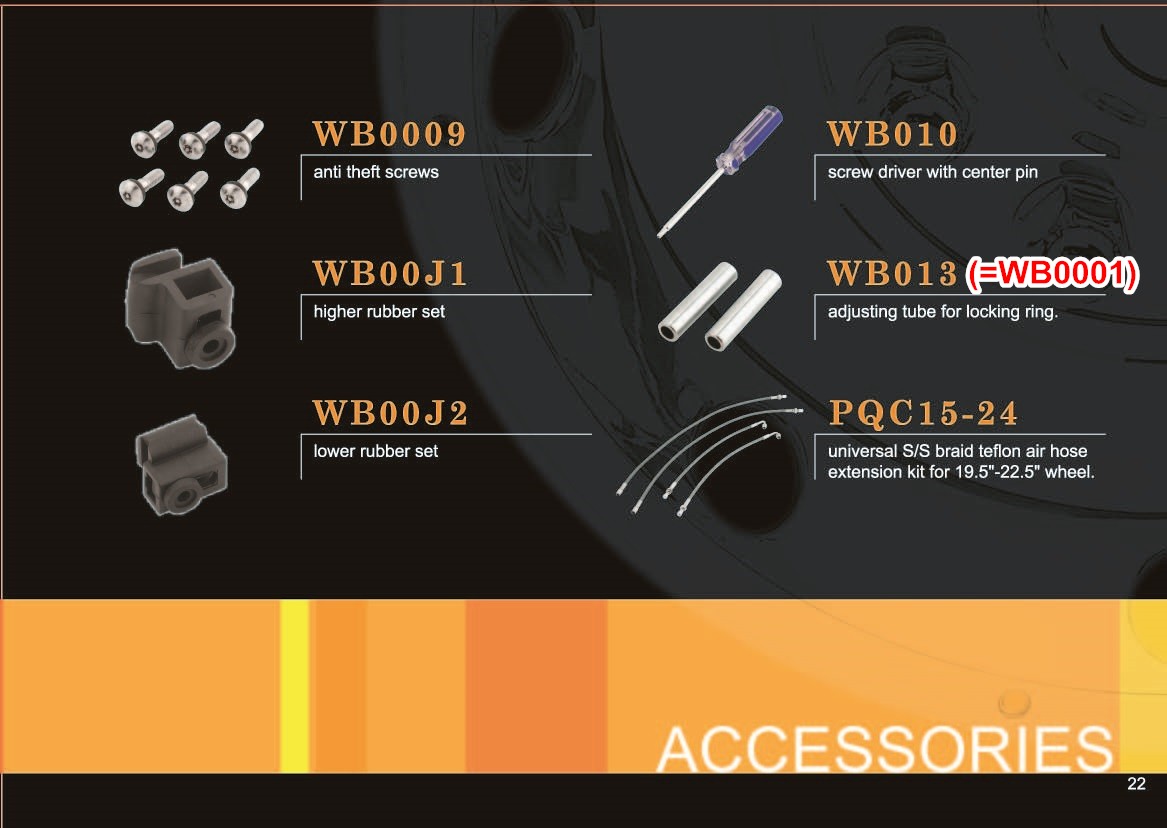 WB0009
anti theft screws
WB00J1
higher rubber set
WB00J2
lower rubber set
WB010
screw driver with center pin
WB013 (=WB0001)
adjusting tube for locking ring.
PQC15-24
universal S/S braid teflon air hose
extension kit for 19.5"-22.5" wheel.
ACCESSORIES
22